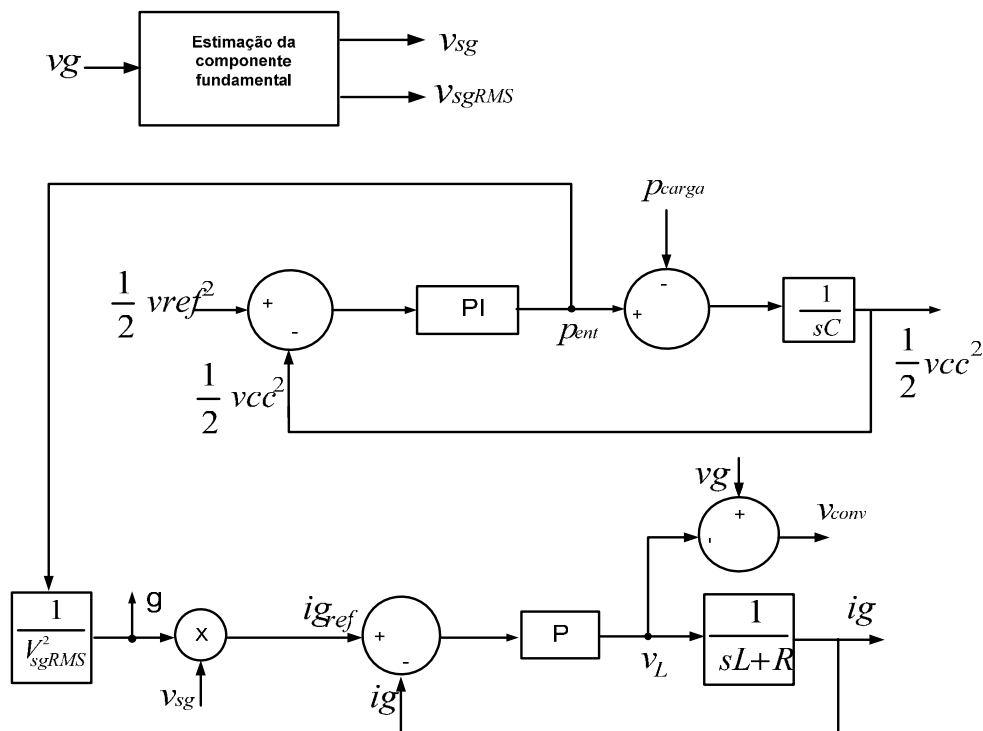 Estimação da
componente
fundamental
vg
vsg
vsgRMS
pcarga
1/2 vref²
+
-
PI
pent
-
+
1/sC
1/2 vcc²
1/2 vcc²
vg
+
-
vconv
1/V²sgRMS
g
x
vsg
igref
+
-
ig
P
vL
1/sL+R
ig